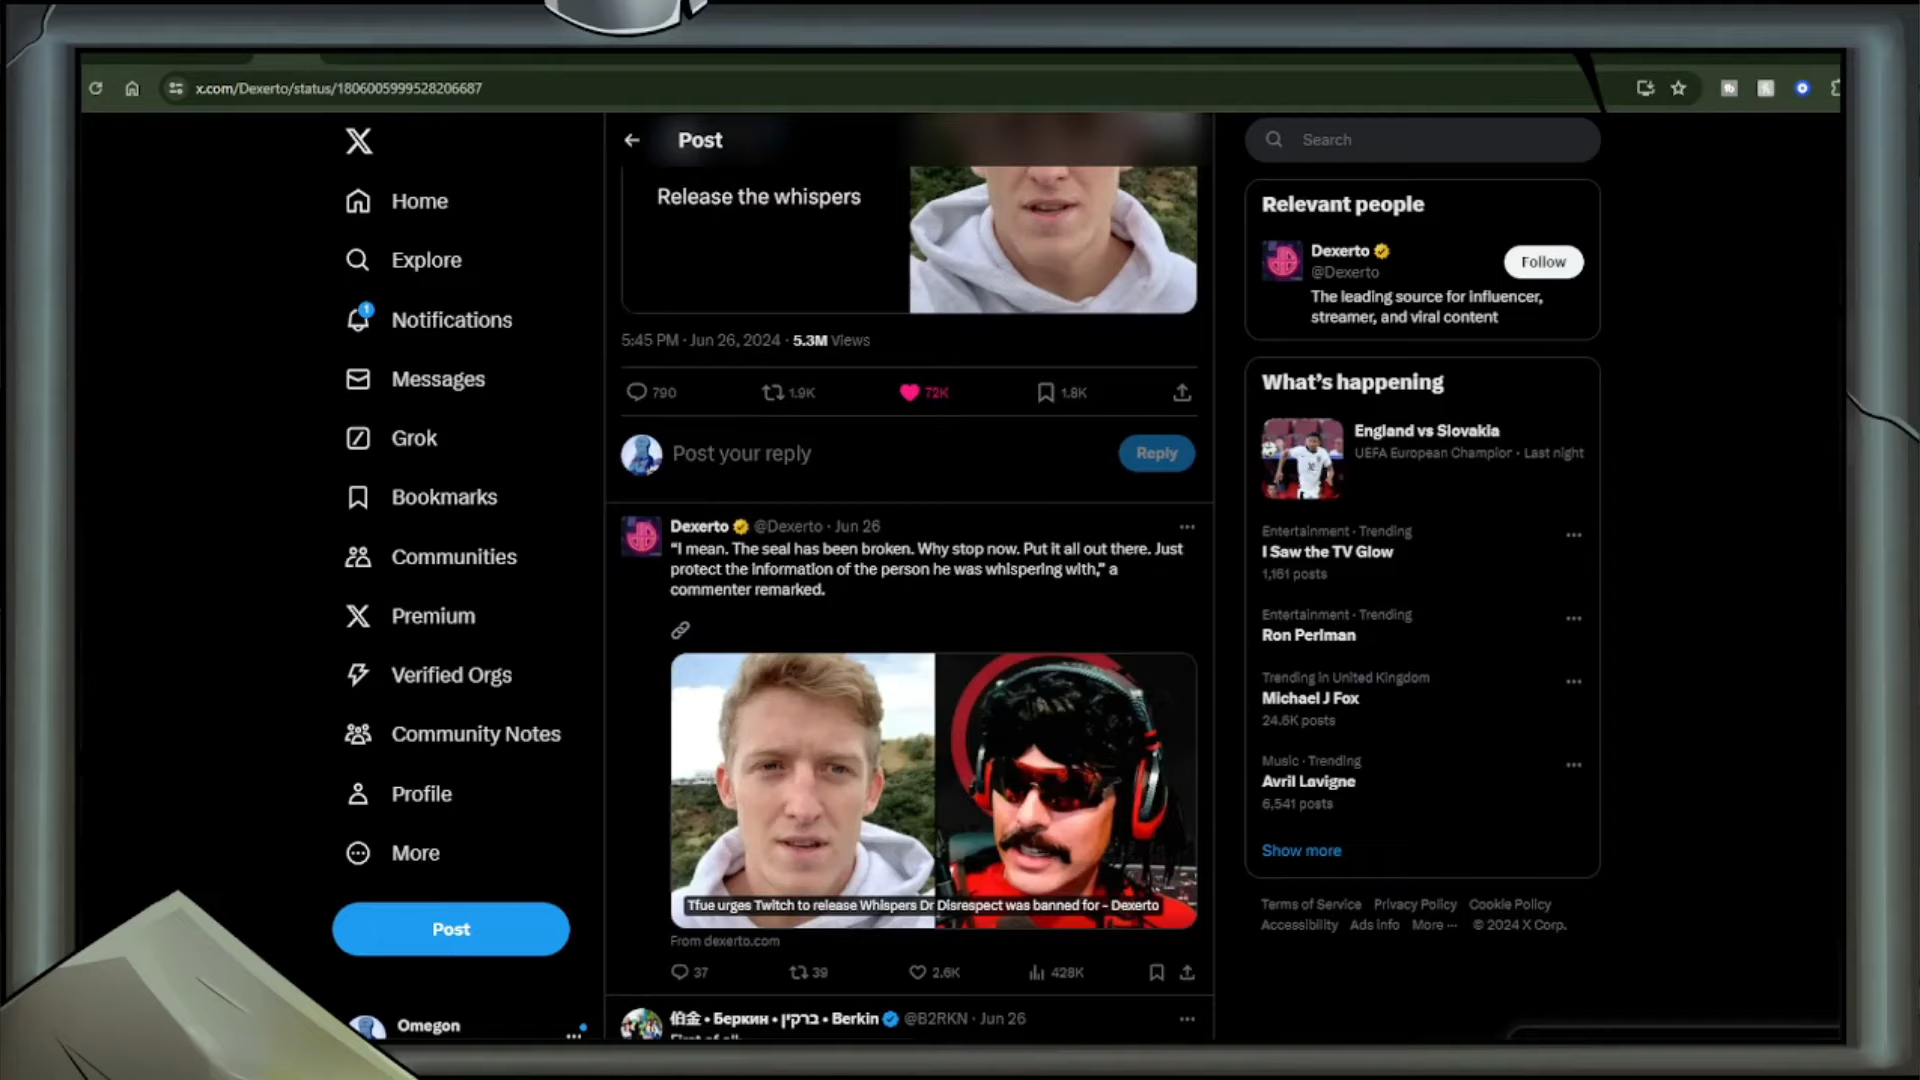 x.com/Dexerto/status/1806005999528206687
Home
Explore
1
Notifications
Messages
Grok
Bookmarks
Communities
Premium
Verified Orgs
Community Notes
Profile
More
Post
Omegon
Post
Release the whispers
5:45 PM · Jun 26, 2024 · 5.3M Views
790 1.9K 72K 1.8K
Post your reply
Reply
Dexerto @Dexerto · Jun 26
“I mean. The seal has been broken. Why stop now. Put it all out there. Just
protect the information of the person he was whispering with,” a
commenter remarked.
Tfue urges Twitch to release Whispers Dr Disrespect was banned for - Dexerto
From dexerto.com
37 39 2.6K 428K
伯金 • Беркин • ברקין • Berkin @B2RKN · Jun 26
Search
Relevant people
Dexerto
@Dexerto
Follow
The leading source for influencer,
streamer, and viral content
What’s happening
England vs Slovakia
UEFA European Champior · Last night
Entertainment · Trending
I Saw the TV Glow
1,161 posts
Entertainment · Trending
Ron Perlman
Trending in United Kingdom
Michael J Fox
24.6K posts
Music · Trending
Avril Lavigne
6,541 posts
Show more
Terms of Service Privacy Policy Cookie Policy
Accessibility Ads info More ··· © 2024 X Corp.